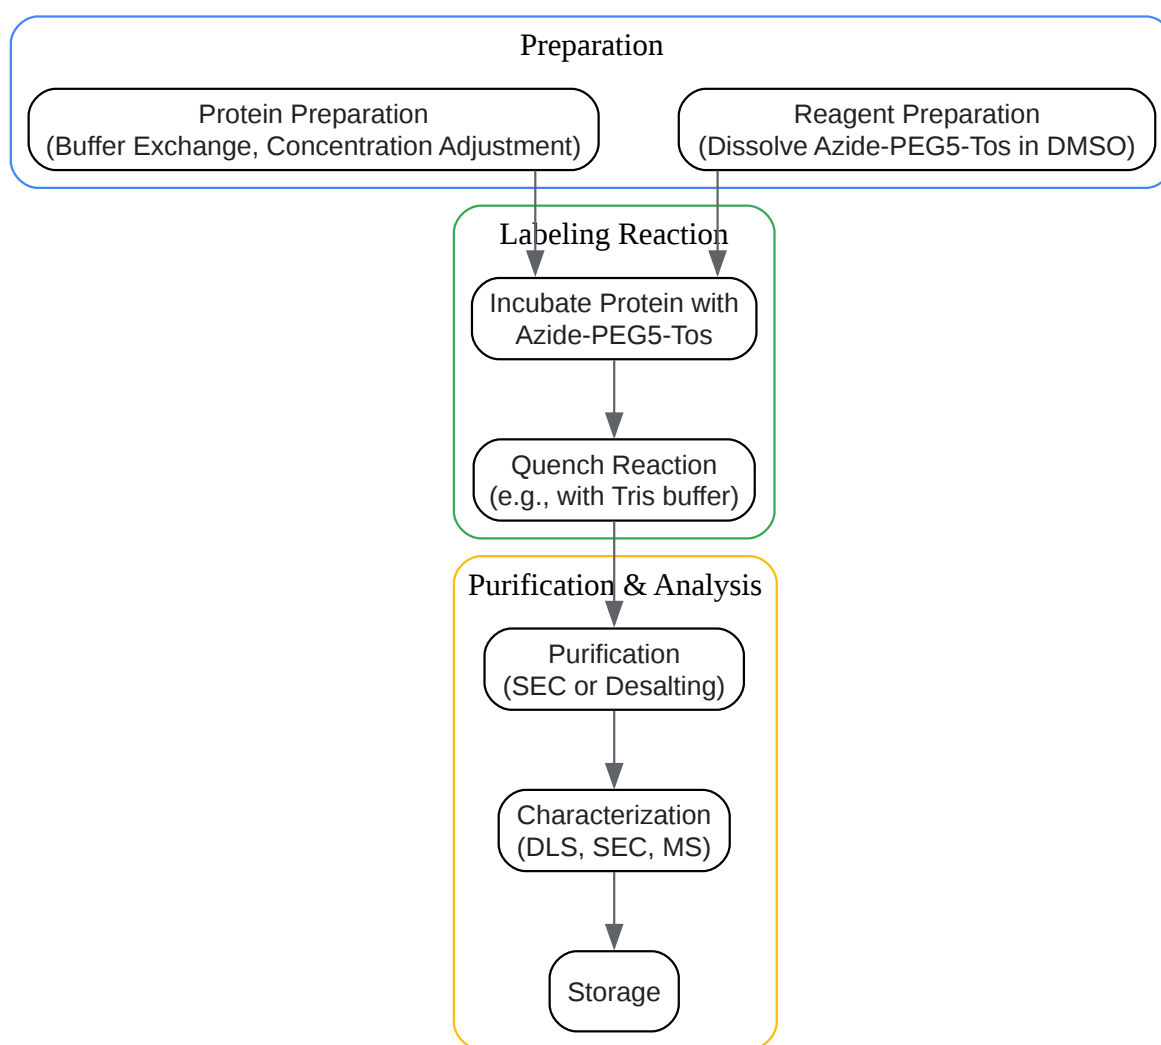 Preparation
Protein Preparation
(Buffer Exchange, Concentration Adjustment)
Reagent Preparation
(Dissolve Azide-PEG5-Tos in DMSO)
Labeling Reaction
Incubate Protein with
Azide-PEG5-Tos
Quench Reaction
(e.g., with Tris buffer)
Purification & Analysis
Purification
(SEC or Desalting)
Characterization
(DLS, SEC, MS)
Storage